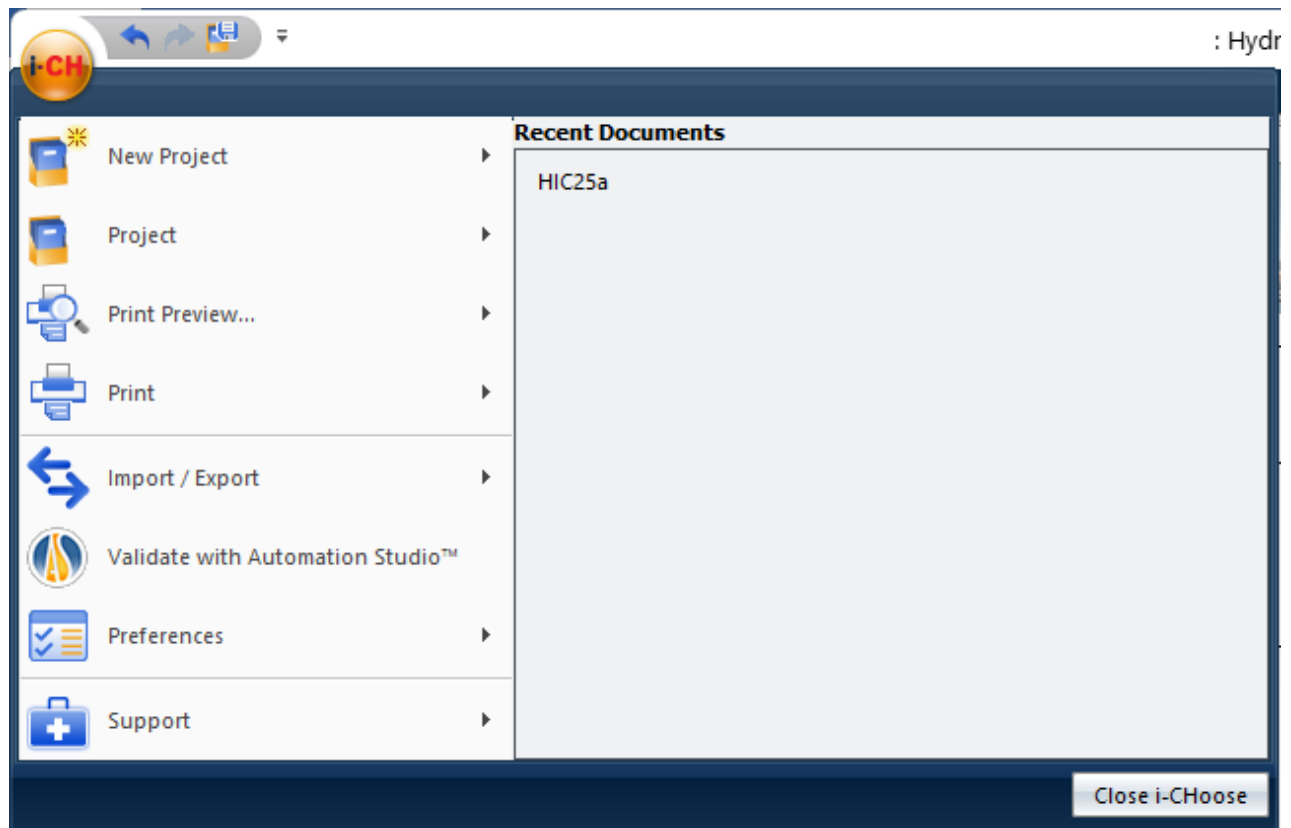 i-CH
: Hydr
New Project
Project
Print Preview...
Print
Import / Export
Validate with Automation Studio™
Preferences
Support
Recent Documents
HIC25a
Close i-CHoose